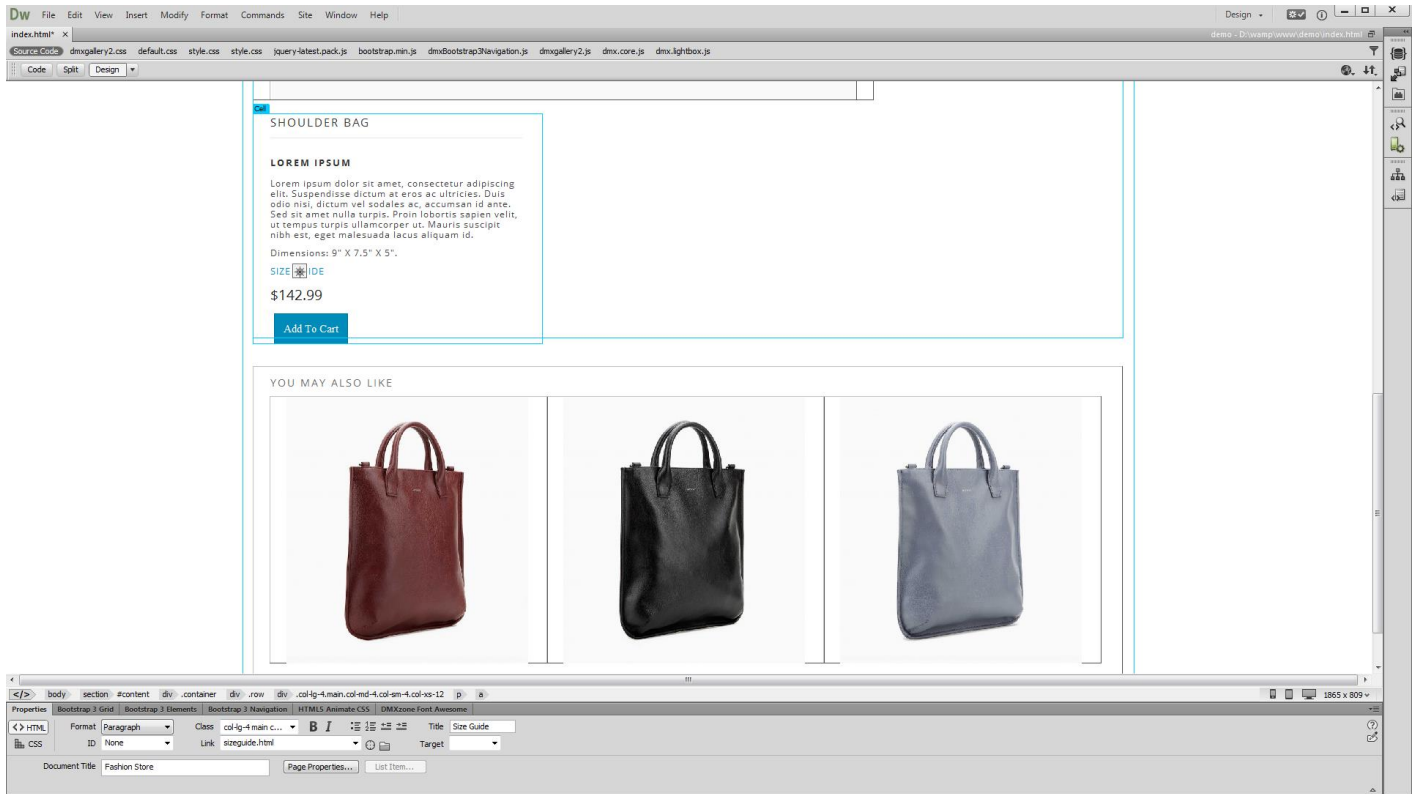 Dw File Edit View Insert Modify Format Commands Site Window Help Design
index.html* × demo - D:\wamp\www\demo\index.html
Source Code dmxgallery2.css default.css style.css style.css jquery-latest.pack.js bootstrap.min.js dmxBootstrap3Navigation.js dmxgallery2.js dmx.core.js dmx.lightbox.js
Code Split Design
Cell
SHOULDER BAG
LOREM IPSUM
Lorem ipsum dolor sit amet, consectetur adipiscing
elit. Suspendisse dictum at eros ac ultricies. Duis
odio nisi, dictum vel sodales ac, accumsan id ante.
Sed sit amet nulla turpis. Proin lobortis sapien velit,
ut tempus turpis ullamcorper ut. Mauris suscipit
nibh est, eget malesuada lacus aliquam id.
Dimensions: 9" X 7.5" X 5".
SIZE IDE
$142.99
Add To Cart
YOU MAY ALSO LIKE
</> body section #content div .container div .row div .col-lg-4.main.col-md-4.col-sm-4.col-xs-12 p a 1865 x 809
Properties Bootstrap 3 Grid Bootstrap 3 Elements Bootstrap 3 Navigation HTML5 Animate CSS DMXzone Font Awesome
<> HTML Format Paragraph Class col-lg-4 main c... B I Title Size Guide
CSS ID None Link sizeguide.html Target
Document Title Fashion Store Page Properties... List Item...